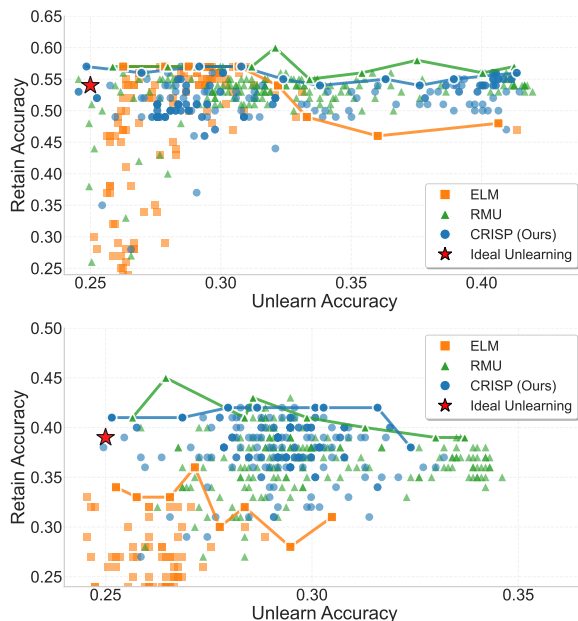 0.65
0.60
0.55
0.50
0.45
0.40
0.35
0.30
0.25
Retain Accuracy
ELM
RMU
CRISP (Ours)
Ideal Unlearning
0.25 0.30 0.35 0.40
Unlearn Accuracy
0.50
0.45
0.40
0.35
0.30
0.25
Retain Accuracy
ELM
RMU
CRISP (Ours)
Ideal Unlearning
0.25 0.30 0.35
Unlearn Accuracy